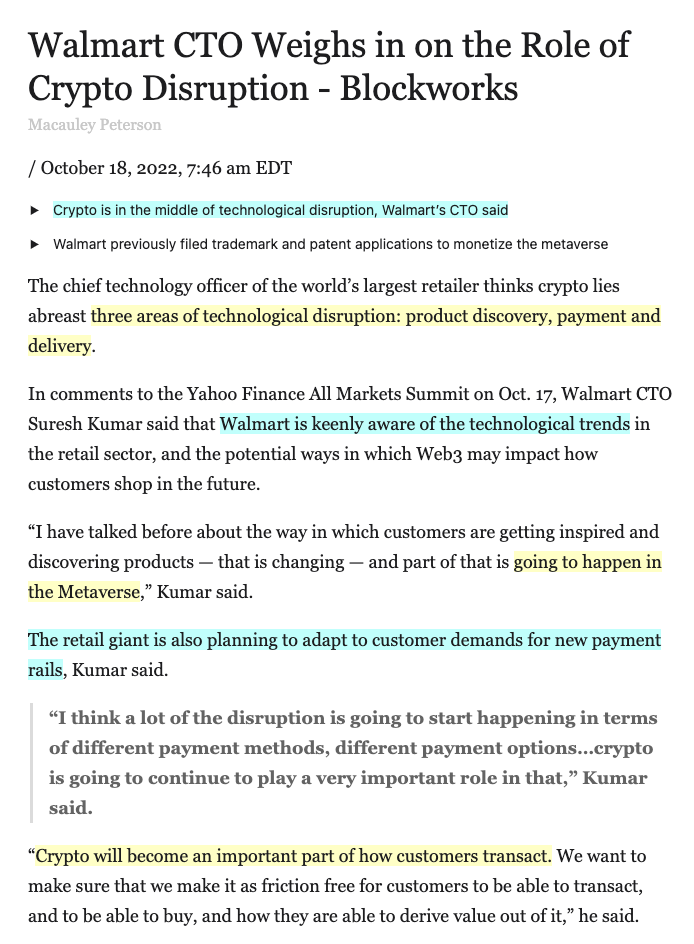 Walmart CTO Weighs in on the Role of
Crypto Disruption - Blockworks
Macauley Peterson
/ October 18, 2022, 7:46 am EDT
▶ Crypto is in the middle of technological disruption, Walmart’s CTO said
▶ Walmart previously filed trademark and patent applications to monetize the metaverse
The chief technology officer of the world’s largest retailer thinks crypto lies
abreast three areas of technological disruption: product discovery, payment and
delivery.
In comments to the Yahoo Finance All Markets Summit on Oct. 17, Walmart CTO
Suresh Kumar said that Walmart is keenly aware of the technological trends in
the retail sector, and the potential ways in which Web3 may impact how
customers shop in the future.
“I have talked before about the way in which customers are getting inspired and
discovering products — that is changing — and part of that is going to happen in
the Metaverse,” Kumar said.
The retail giant is also planning to adapt to customer demands for new payment
rails, Kumar said.
“I think a lot of the disruption is going to start happening in terms
of different payment methods, different payment options...crypto
is going to continue to play a very important role in that,” Kumar
said.
“Crypto will become an important part of how customers transact. We want to
make sure that we make it as friction free for customers to be able to transact,
and to be able to buy, and how they are able to derive value out of it,” he said.